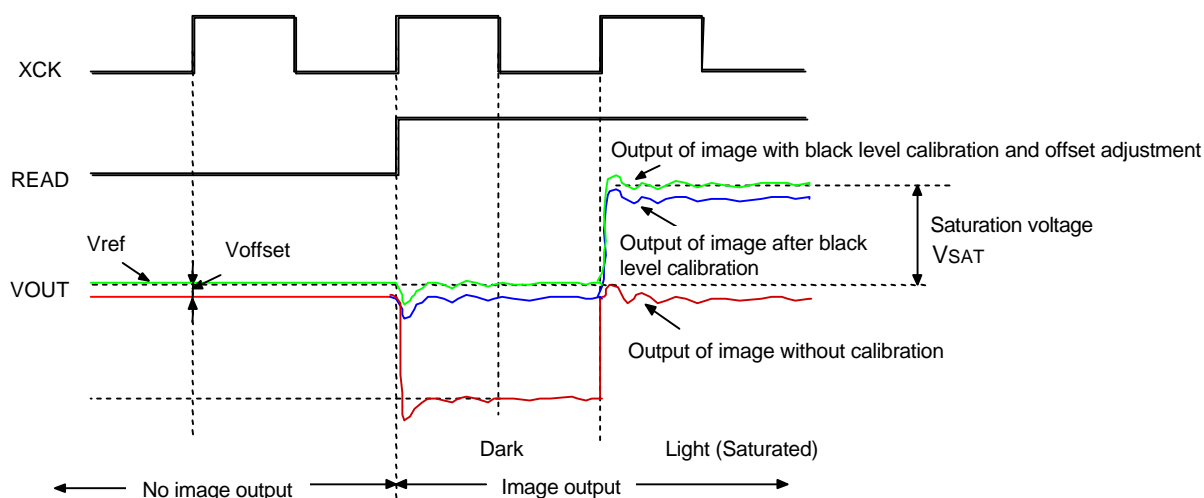 XCK
READ
Output of image with black level calibration and offset adjustment
Vref
Voffset
VOUT
Output of image after black
level calibration
Saturation voltage
VSAT
Output of image without calibration
Dark
Light (Saturated)
No image output
Image output